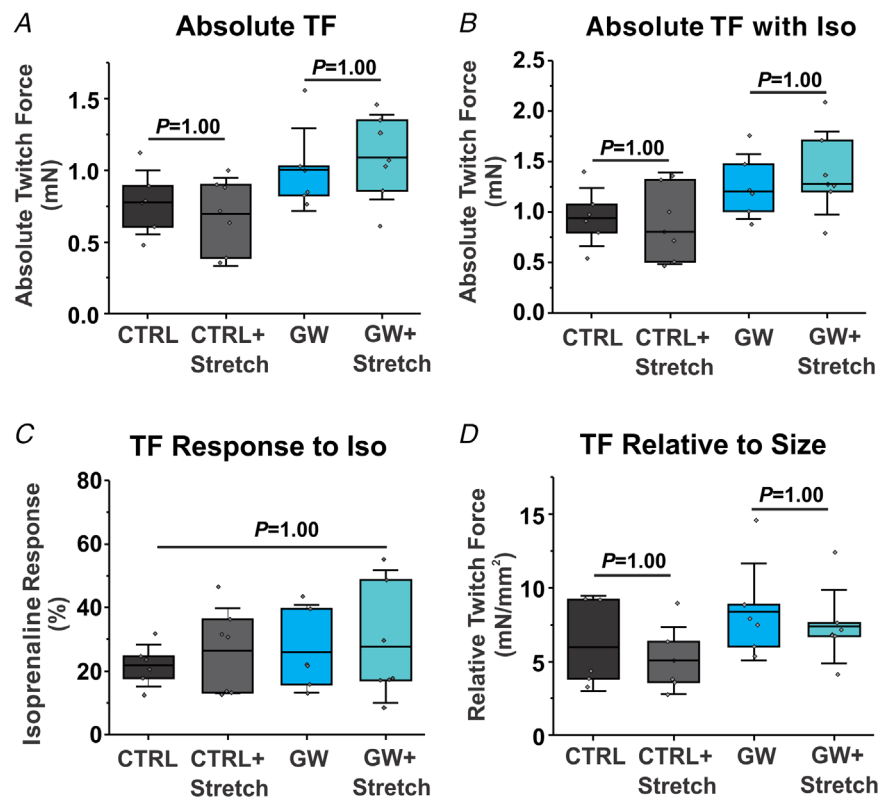 A
Absolute TF
Absolute Twitch Force
(mN)
1.5
1.0
0.5
0.0
P=1.00
P=1.00
CTRL
CTRL+
Stretch
GW
GW+
Stretch
B
Absolute TF with Iso
Absolute Twitch Force
(mN)
2.5
2.0
1.5
1.0
0.5
0.0
P=1.00
P=1.00
CTRL
CTRL+
Stretch
GW
GW+
Stretch
C
TF Response to Iso
Isoprenaline Response
(%)
80
60
40
20
0
P=1.00
CTRL
CTRL+
Stretch
GW
GW+
Stretch
D
TF Relative to Size
Relative Twitch Force
(mN/mm²)
15
10
5
0
P=1.00
P=1.00
CTRL
CTRL+
Stretch
GW
GW+
Stretch